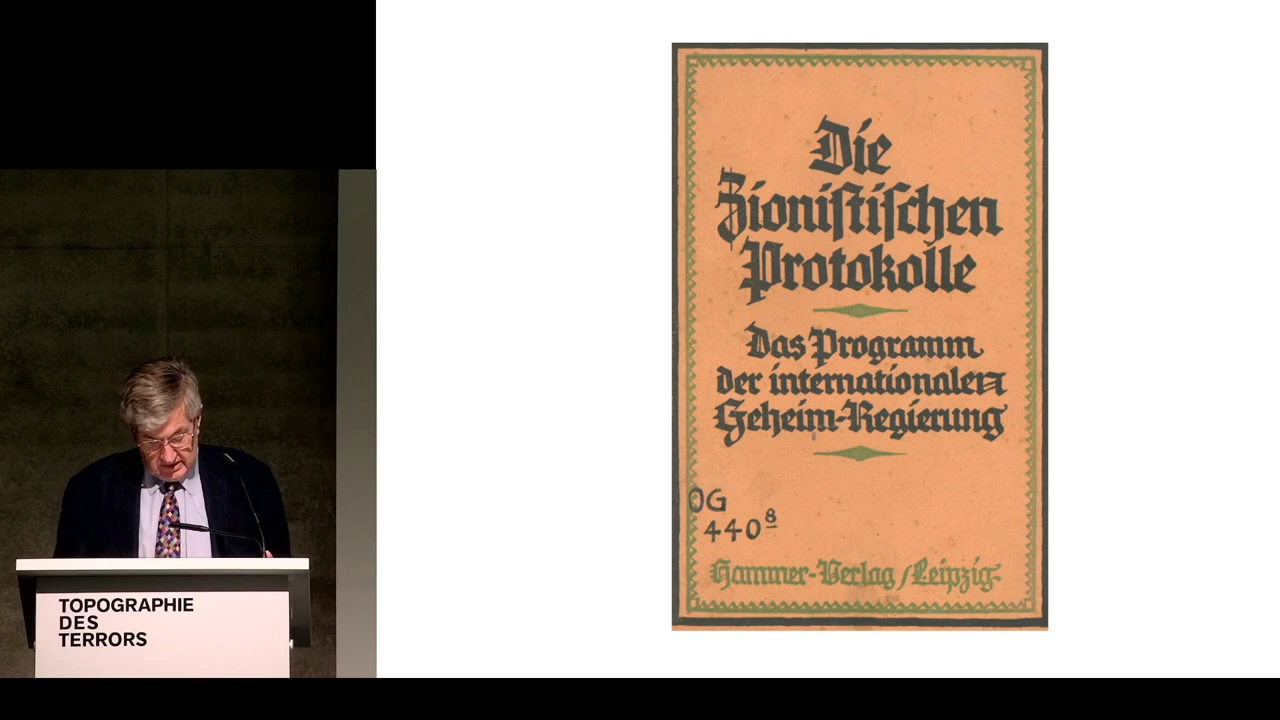 TOPOGRAPHIE
DES
TERRORS
Die
Zionistischen
Protokolle
Das Programm
der internationalen
Geheim-Regierung
OG
440⁸
Hammer-Verlag / Leipzig